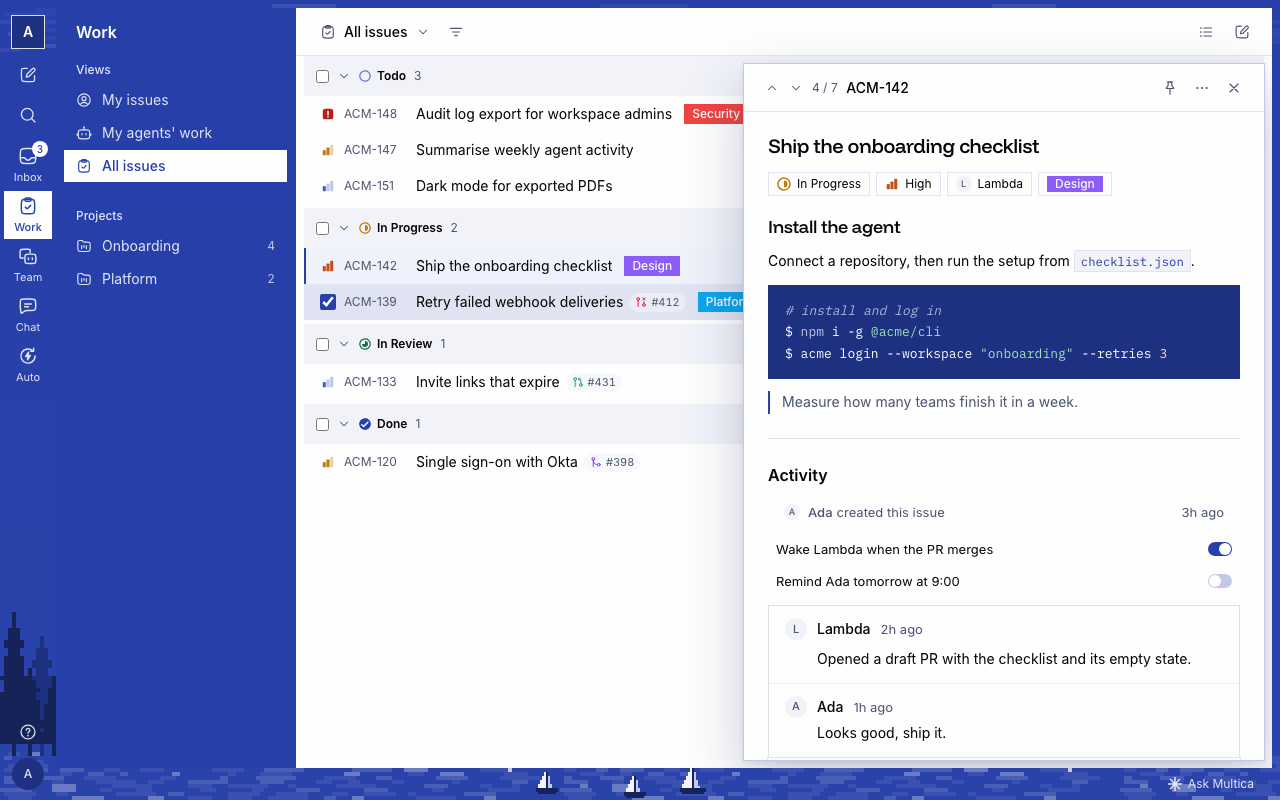 A
Work
Views
My issues
My agents' work
All issues
Projects
Onboarding 4
Platform 2
3
Inbox
Work
Team
Chat
Auto
A
All issues
Todo 3
ACM-148 Audit log export for workspace admins Security
ACM-147 Summarise weekly agent activity
ACM-151 Dark mode for exported PDFs
In Progress 2
ACM-142 Ship the onboarding checklist Design
ACM-139 Retry failed webhook deliveries #412 Platfor
In Review 1
ACM-133 Invite links that expire #431
Done 1
ACM-120 Single sign-on with Okta #398
4 / 7 ACM-142
Ship the onboarding checklist
In Progress High L Lambda Design
Install the agent
Connect a repository, then run the setup from checklist.json.
# install and log in
$ npm i -g @acme/cli
$ acme login --workspace "onboarding" --retries 3
Measure how many teams finish it in a week.
Activity
A Ada created this issue 3h ago
Wake Lambda when the PR merges
Remind Ada tomorrow at 9:00
L Lambda 2h ago
Opened a draft PR with the checklist and its empty state.
A Ada 1h ago
Looks good, ship it.
Ask Multica